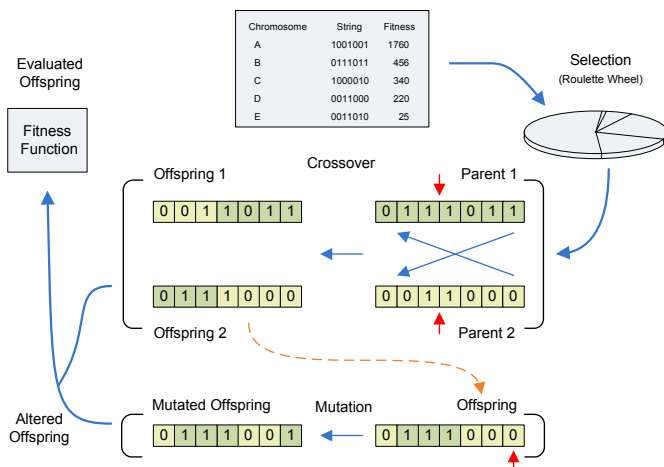 Chromosome String Fitness
A 1001001 1760
B 0111011 456
C 1000010 340
D 0011000 220
E 0011010 25
Selection
(Roulette Wheel)
Evaluated
Offspring
Fitness
Function
Crossover
Offspring 1 Parent 1
0 0 1 1 0 1 1 0 1 1 1 0 1 1
0 1 1 1 0 0 0 0 0 1 1 0 0 0
Offspring 2 Parent 2
Altered
Offspring
Mutated Offspring Mutation Offspring
0 1 1 1 0 0 1 0 1 1 1 0 0 0